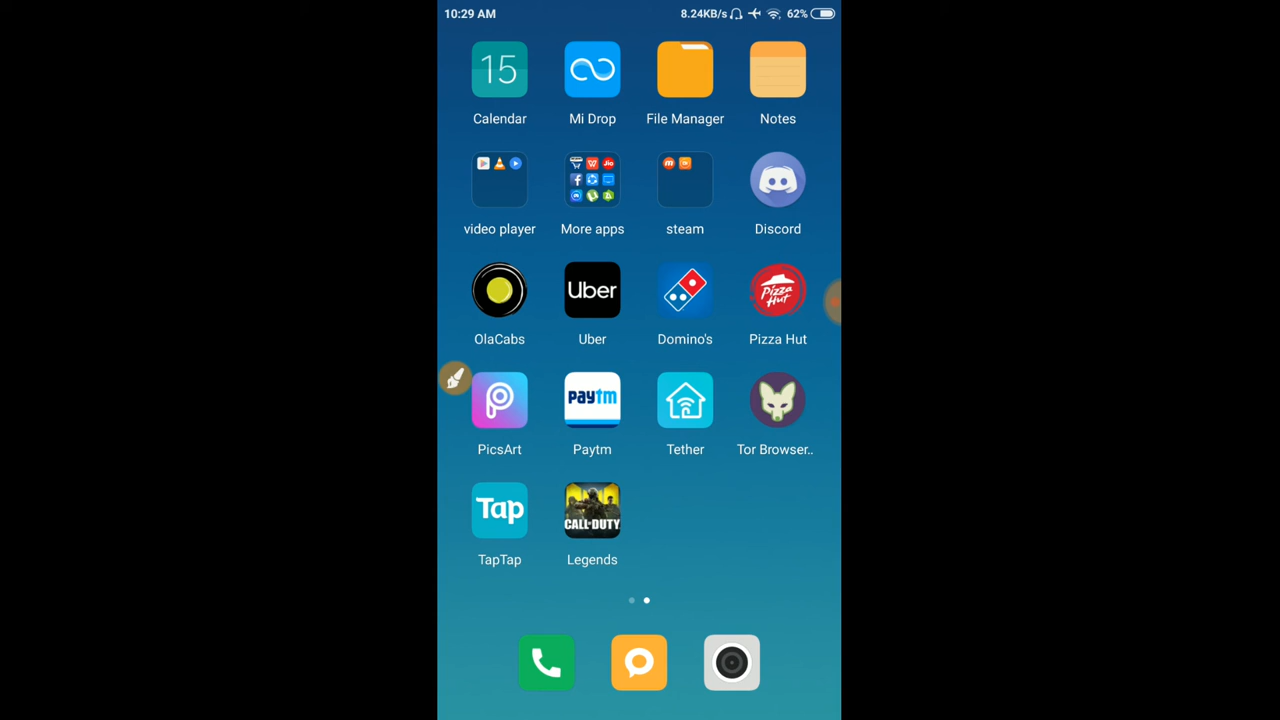 10:29 AM 8.24KB/s 62%
15
Calendar Mi Drop File Manager Notes
Jio
video player More apps steam Discord
Uber Pizza Hut
OlaCabs Uber Domino's Pizza Hut
paytm
PicsArt Paytm Tether Tor Browser..
Tap CALL OF DUTY
TapTap Legends